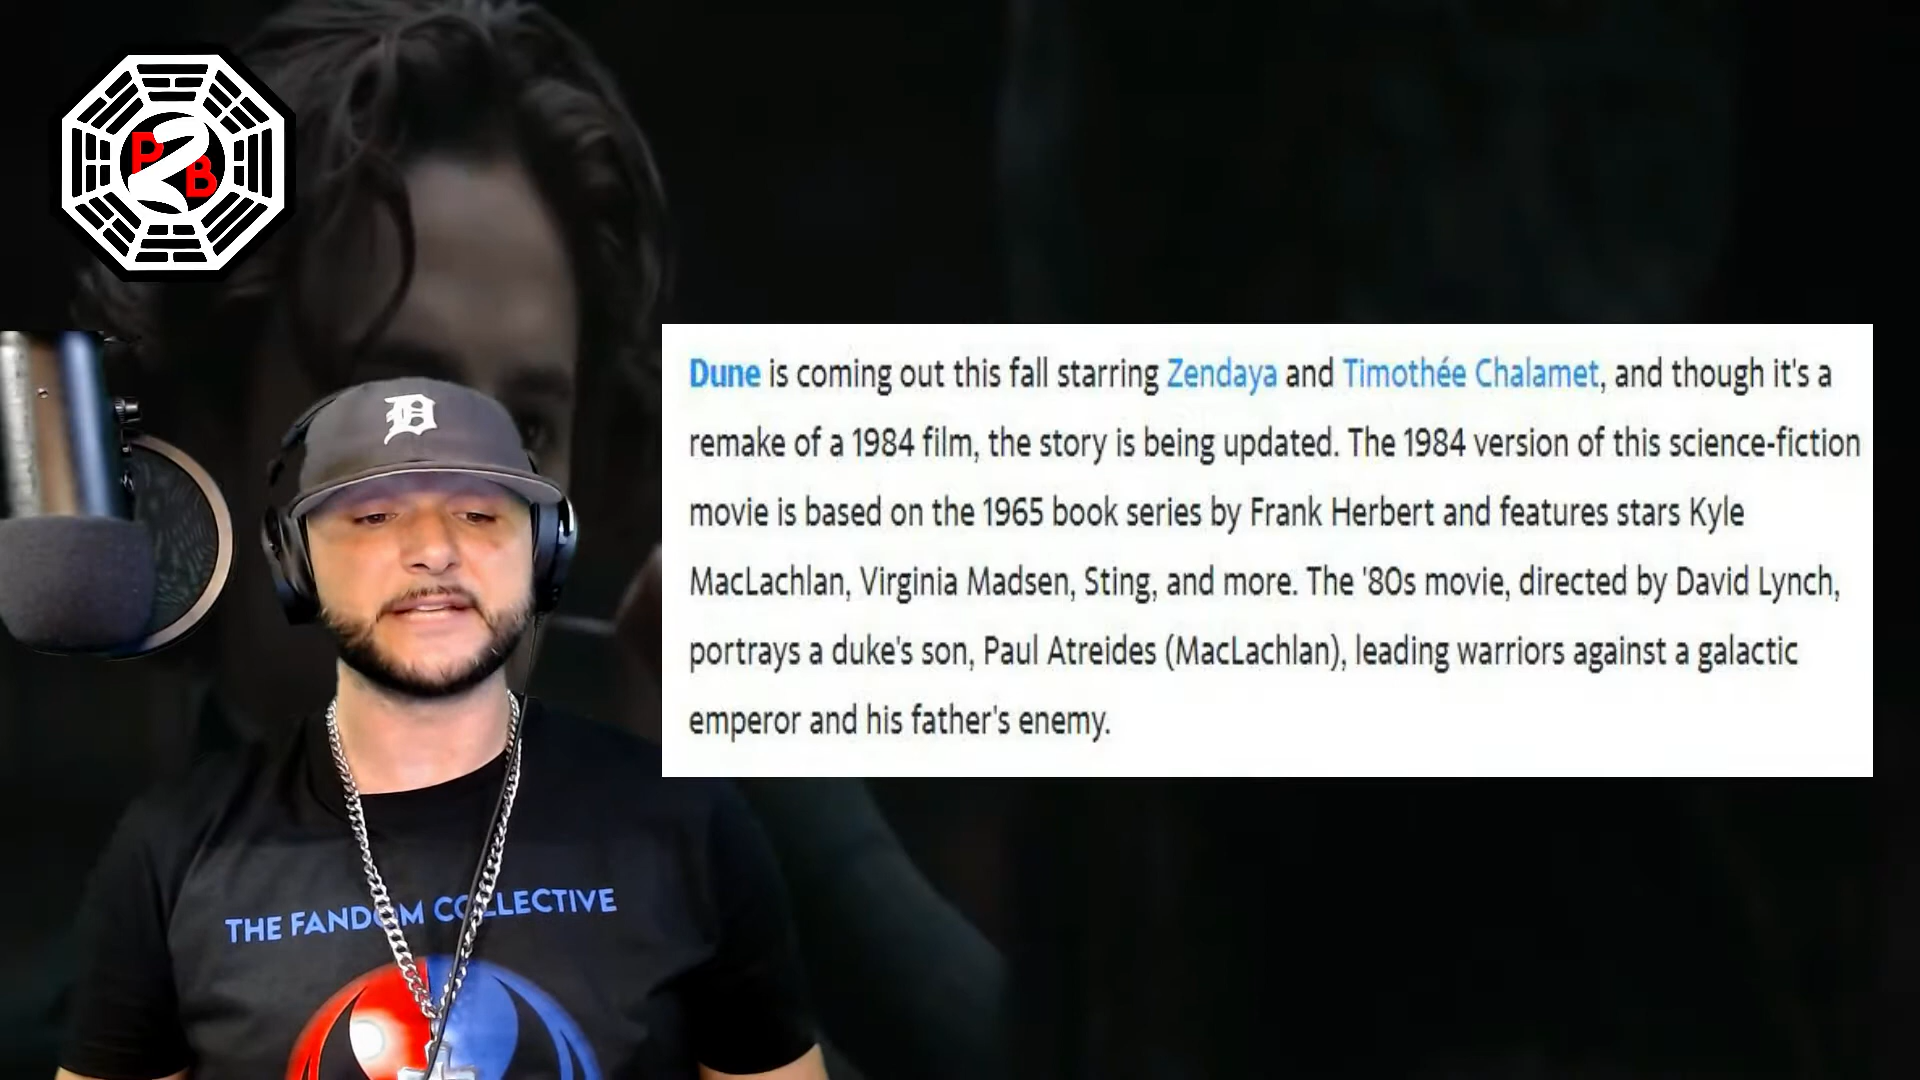 P
B
D
Dune is coming out this fall starring Zendaya and Timothée Chalamet, and though it's a
remake of a 1984 film, the story is being updated. The 1984 version of this science-fiction
movie is based on the 1965 book series by Frank Herbert and features stars Kyle
MacLachlan, Virginia Madsen, Sting, and more. The '80s movie, directed by David Lynch,
portrays a duke's son, Paul Atreides (MacLachlan), leading warriors against a galactic
emperor and his father's enemy.
THE FANDOM COLLECTIVE